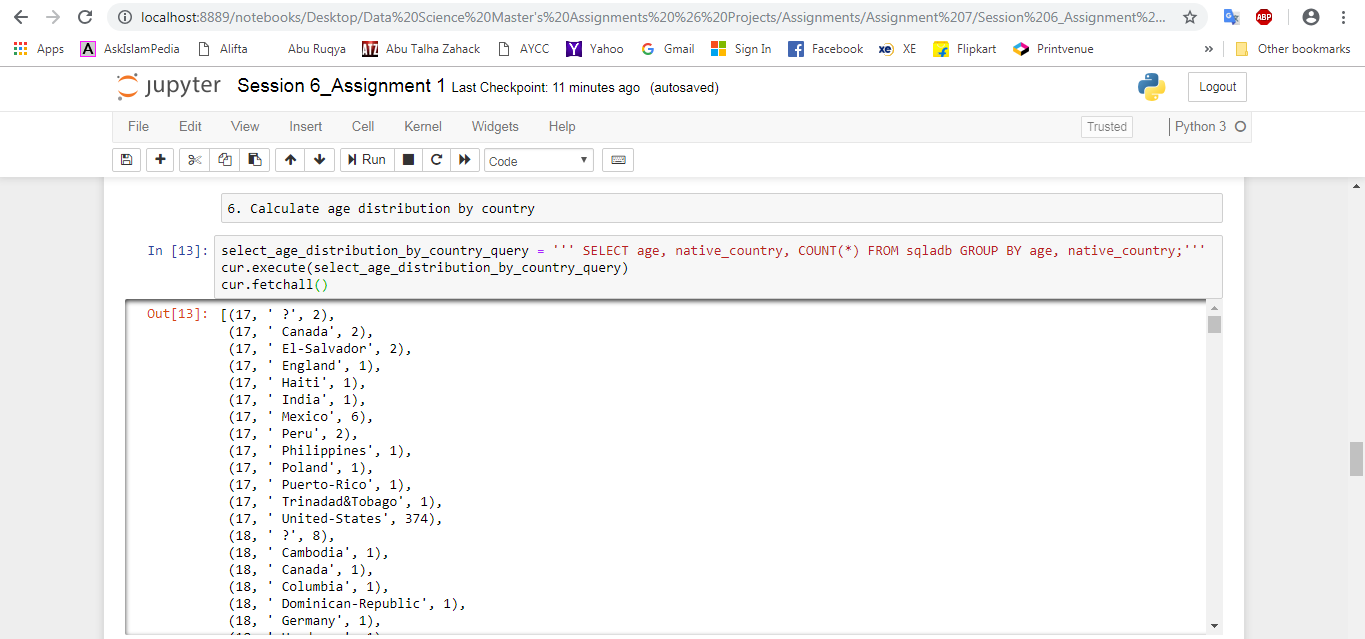 localhost:8889/notebooks/Desktop/Data%20Science%20Master's%20Assignments%20%26%20Projects/Assignments/Assignment%207/Session%206_Assignment%2...
ABP
Apps A AskIslamPedia Alifta Abu Ruqya ATZ Abu Talha Zahack AYCC Y Yahoo G Gmail Sign In f Facebook xe XE Flipkart Printvenue » Other bookmarks
jupyter Session 6_Assignment 1 Last Checkpoint: 11 minutes ago (autosaved) Logout
File Edit View Insert Cell Kernel Widgets Help Trusted Python 3
Run Code
6. Calculate age distribution by country
In [13]: select_age_distribution_by_country_query = ''' SELECT age, native_country, COUNT(*) FROM sqladb GROUP BY age, native_country;'''
cur.execute(select_age_distribution_by_country_query)
cur.fetchall()
Out[13]: [(17, ' ?', 2),
(17, ' Canada', 2),
(17, ' El-Salvador', 2),
(17, ' England', 1),
(17, ' Haiti', 1),
(17, ' India', 1),
(17, ' Mexico', 6),
(17, ' Peru', 2),
(17, ' Philippines', 1),
(17, ' Poland', 1),
(17, ' Puerto-Rico', 1),
(17, ' Trinadad&Tobago', 1),
(17, ' United-States', 374),
(18, ' ?', 8),
(18, ' Cambodia', 1),
(18, ' Canada', 1),
(18, ' Columbia', 1),
(18, ' Dominican-Republic', 1),
(18, ' Germany', 1),